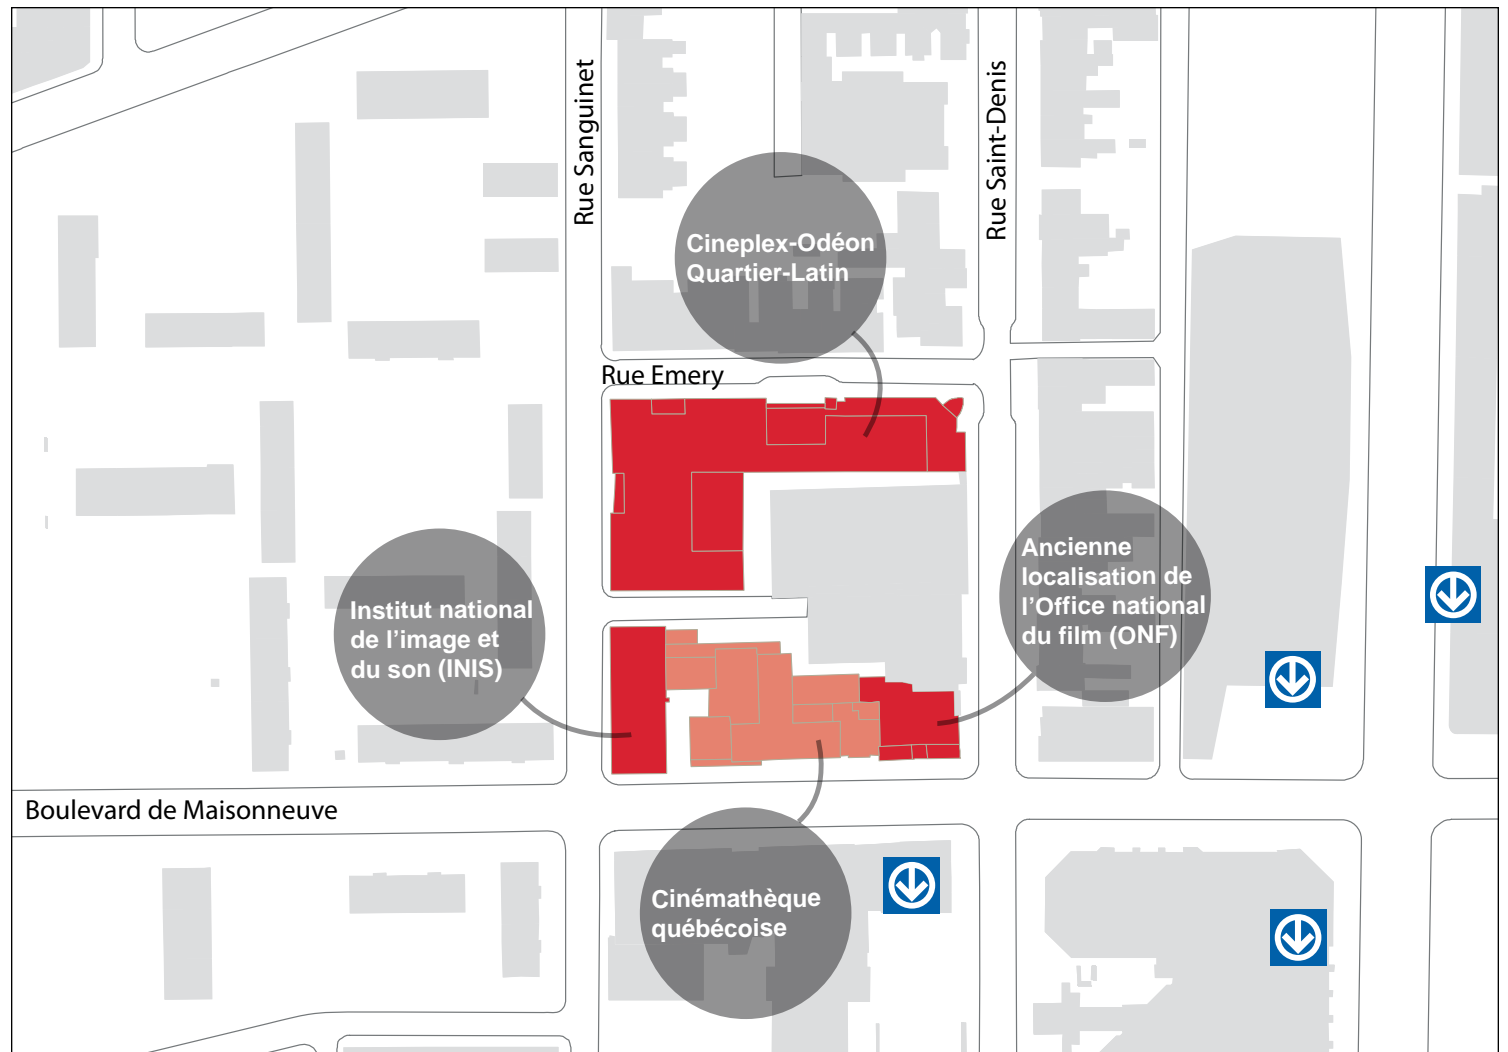 Rue Sanguinet
Rue Saint-Denis
Cineplex-Odéon
Quartier-Latin
Rue Emery
Ancienne
localisation de
l’Office national
du film (ONF)
Institut national
de l’image et
du son (INIS)
Boulevard de Maisonneuve
Cinémathèque
québécoise